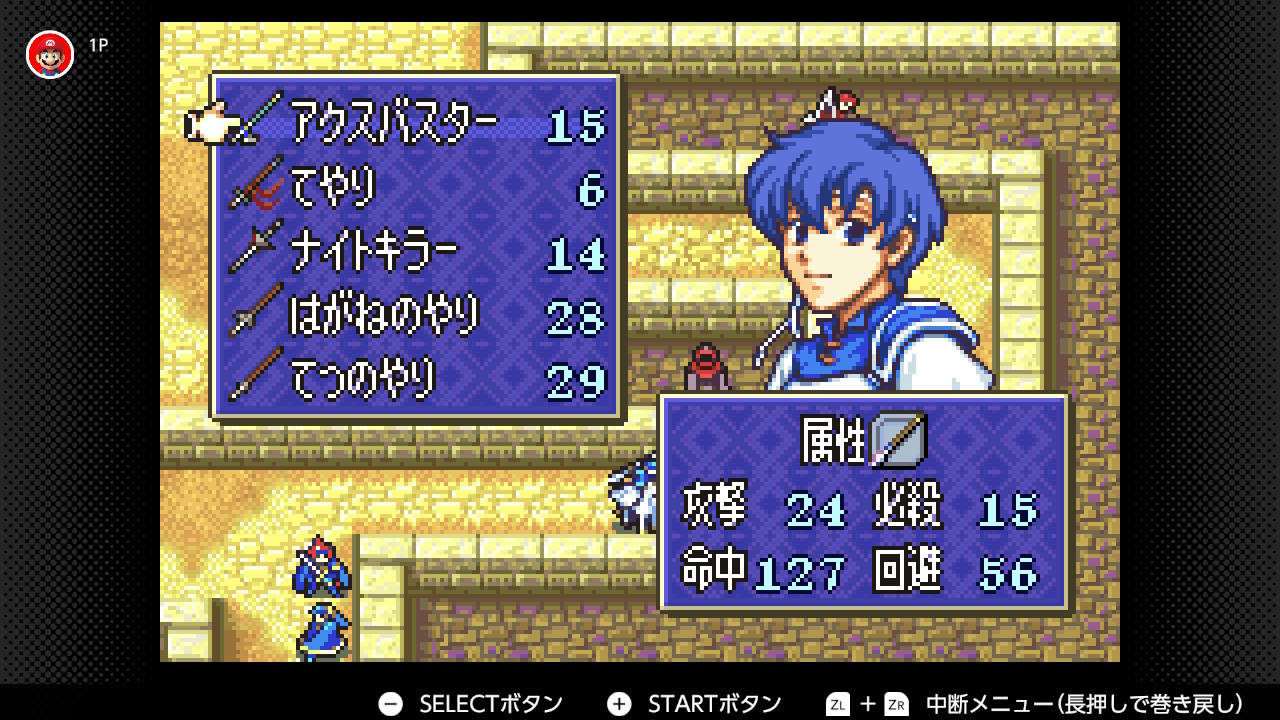 1P
アクスバスター 15
てやり 6
ナイトキラー 14
はがねのやり 28
てつのやり 29
属性
攻撃 24 必殺 15
命中 127 回避 56
− SELECTボタン + STARTボタン ZL + ZR 中断メニュー(長押しで巻き戻し)